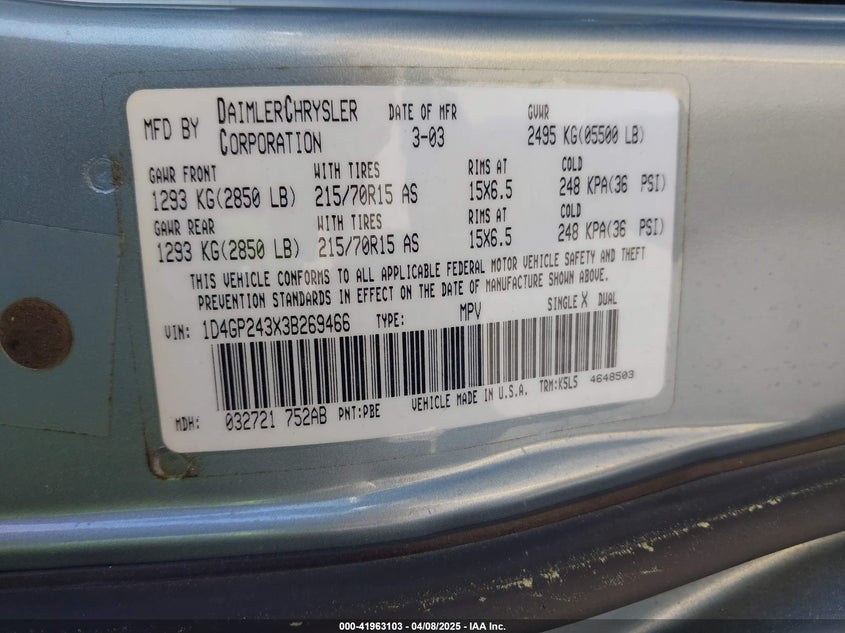 MFD BY DAIMLERCHRYSLER CORPORATION DATE OF MFR 3-03 GVWR 2495 KG(05500 LB)
GAWR FRONT WITH TIRES RIMS AT COLD
1293 KG(2850 LB) 215/70R15 AS 15X6.5 248 KPA(36 PSI)
GAWR REAR WITH TIRES RIMS AT COLD
1293 KG(2850 LB) 215/70R15 AS 15X6.5 248 KPA(36 PSI)
THIS VEHICLE CONFORMS TO ALL APPLICABLE FEDERAL MOTOR VEHICLE SAFETY AND THEFT
PREVENTION STANDARDS IN EFFECT ON THE DATE OF MANUFACTURE SHOWN ABOVE.
VIN: 1D4GP243X3B269466 TYPE: MPV SINGLE X DUAL
MDH: 032721 752AB PNT:PBE VEHICLE MADE IN U.S.A. TRM:K5L5 4648503
000-41963103 - 04/08/2025 - IAA Inc.